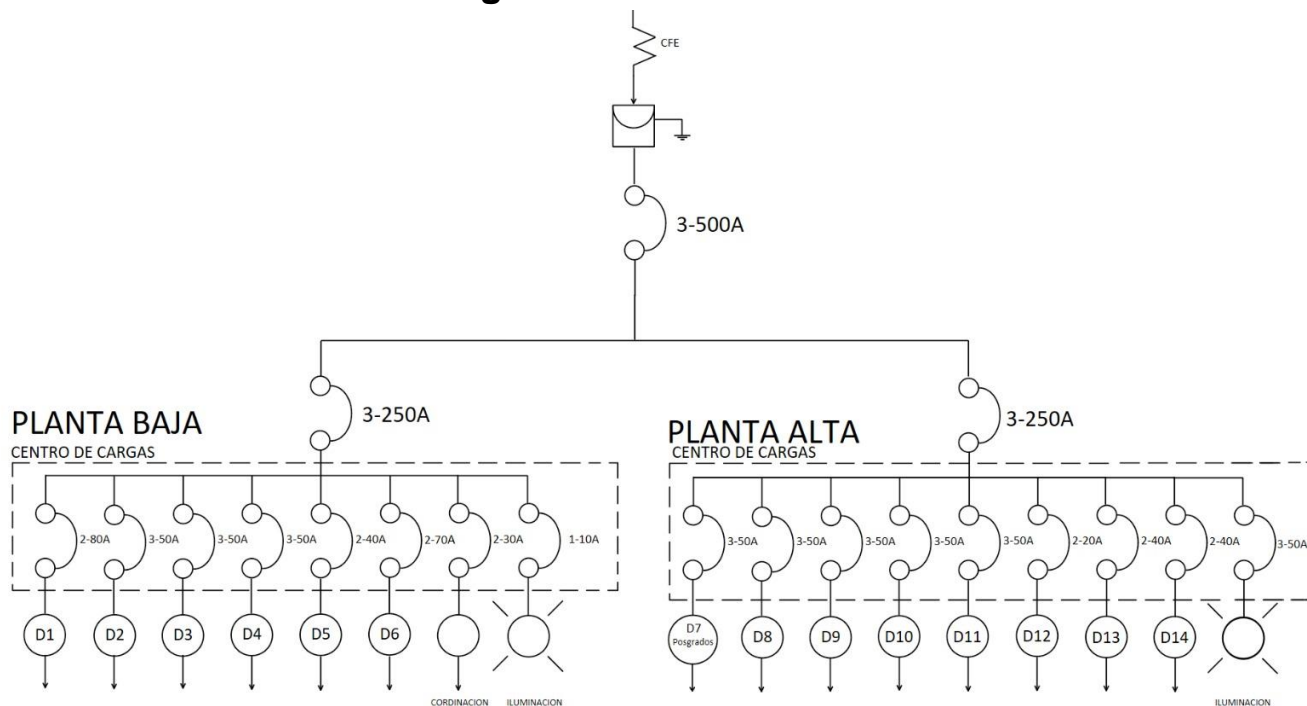 CFE
3-500A
3-250A
3-250A
PLANTA BAJA
CENTRO DE CARGAS
PLANTA ALTA
CENTRO DE CARGAS
2-80A
3-50A
3-50A
3-50A
2-40A
2-70A
2-30A
1-10A
3-50A
3-50A
3-50A
3-50A
3-50A
2-20A
2-40A
2-40A
3-50A
D1
D2
D3
D4
D5
D6
D7
Posgrados
D8
D9
D10
D11
D12
D13
D14
CORDINACION
ILUMINACION
ILUMINACION